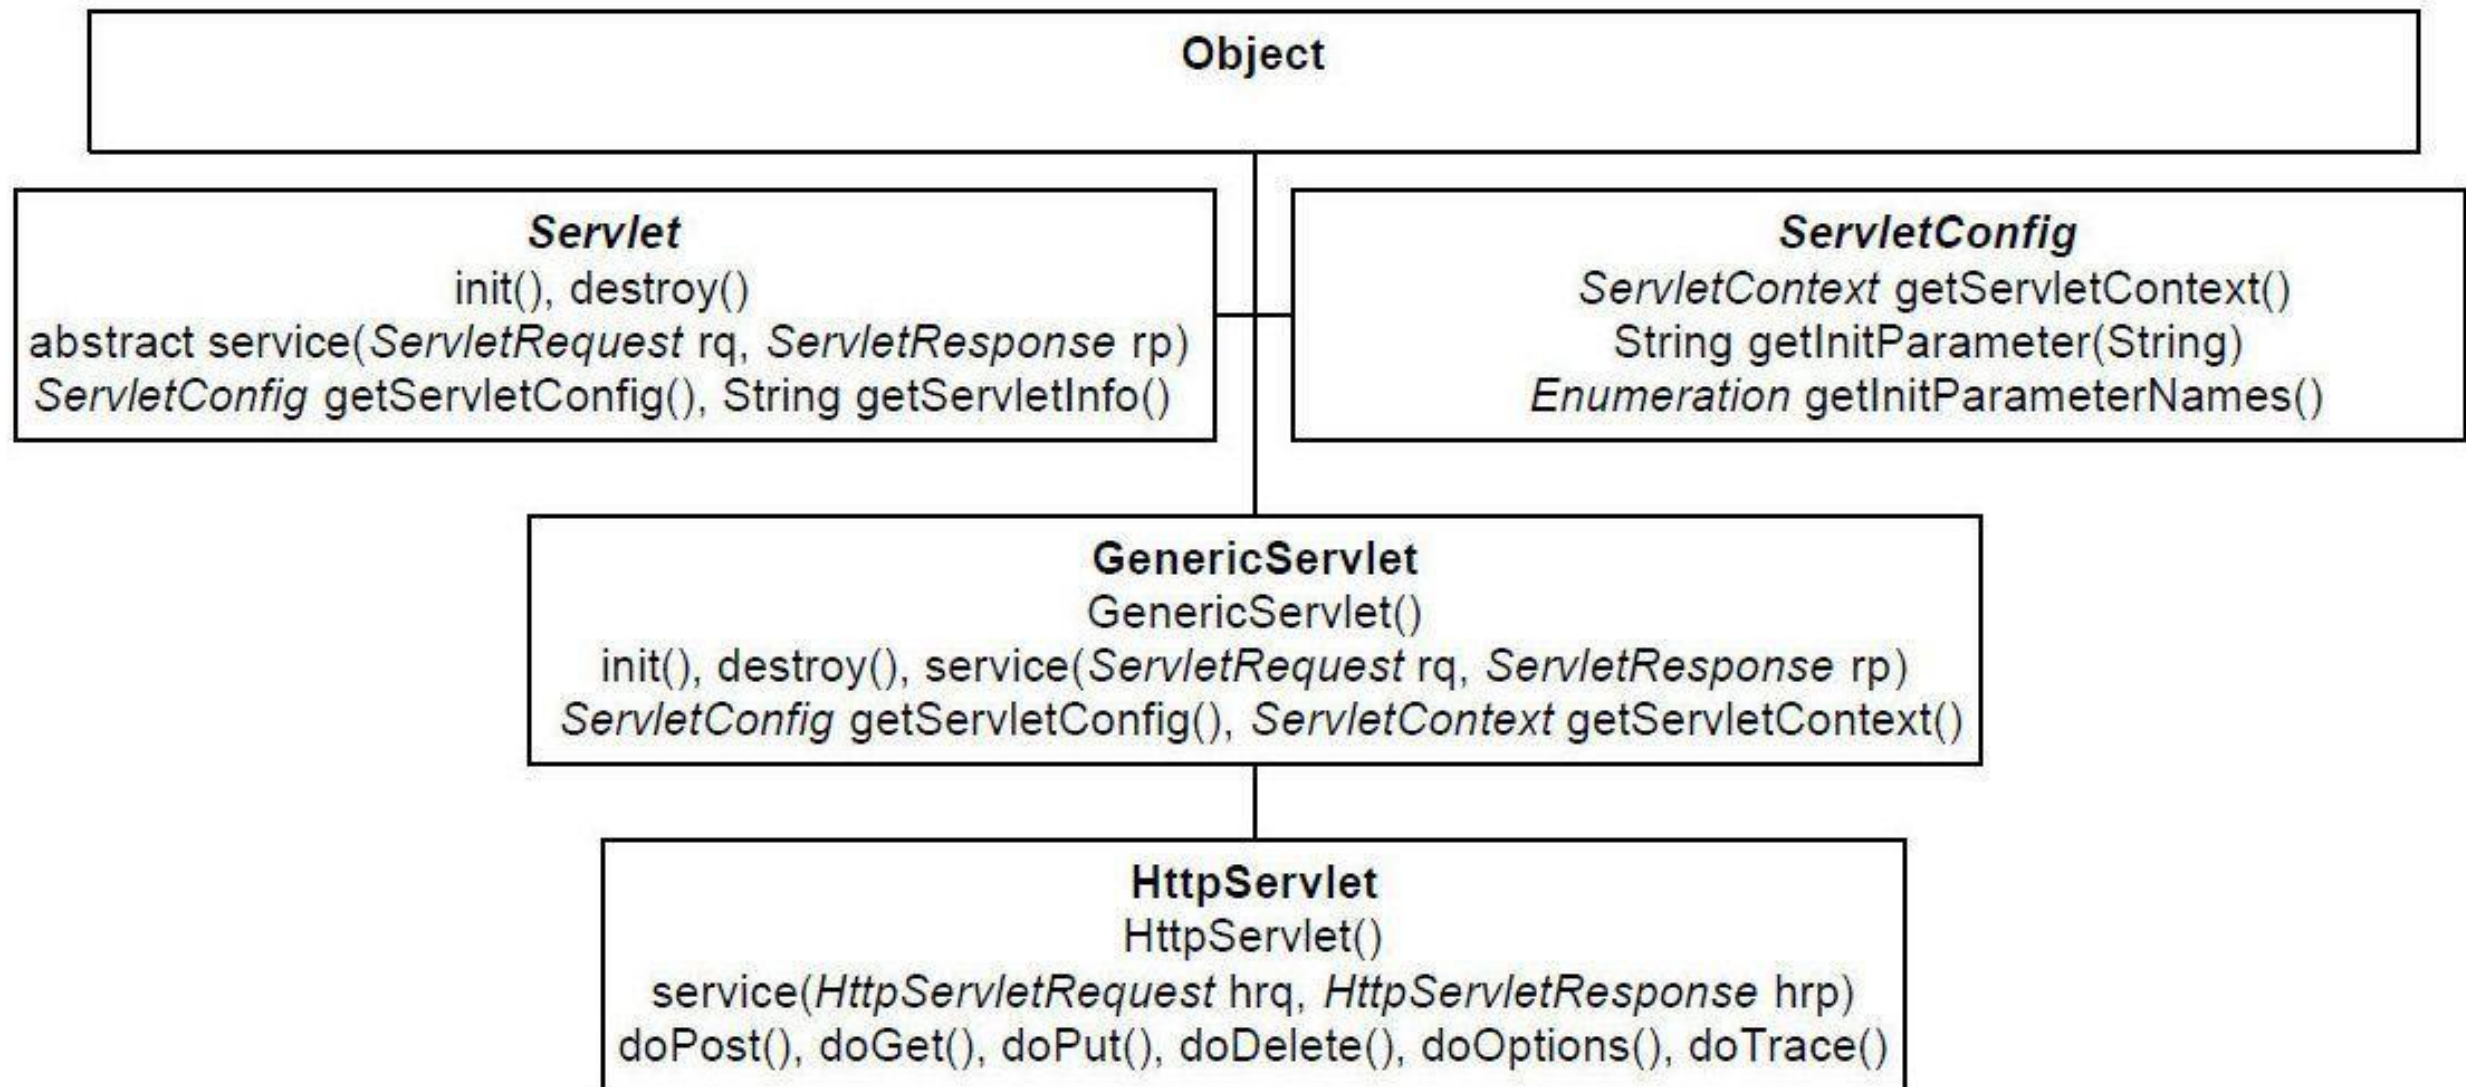 Object
Servlet
init(), destroy()
abstract service(ServletRequest rq, ServletResponse rp)
ServletConfig getServletConfig(), String getServletInfo()
ServletConfig
ServletContext getServletContext()
String getInitParameter(String)
Enumeration getInitParameterNames()
GenericServlet
GenericServlet()
init(), destroy(), service(ServletRequest rq, ServletResponse rp)
ServletConfig getServletConfig(), ServletContext getServletContext()
HttpServlet
HttpServlet()
service(HttpServletRequest hrq, HttpServletResponse hrp)
doPost(), doGet(), doPut(), doDelete(), doOptions(), doTrace()